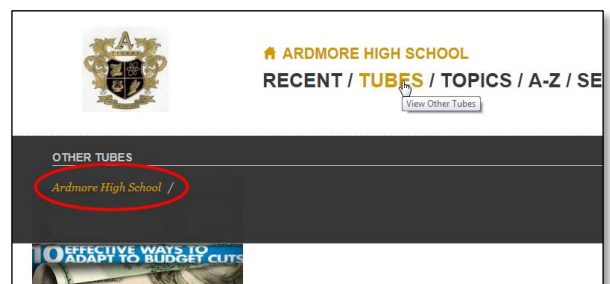 A
ARDMORE HIGH SCHOOL
RECENT / TUBES / TOPICS / A-Z / SE
View Other Tubes
OTHER TUBES
Ardmore High School /
10 EFFECTIVE WAYS TO
ADAPT TO BUDGET CUTS